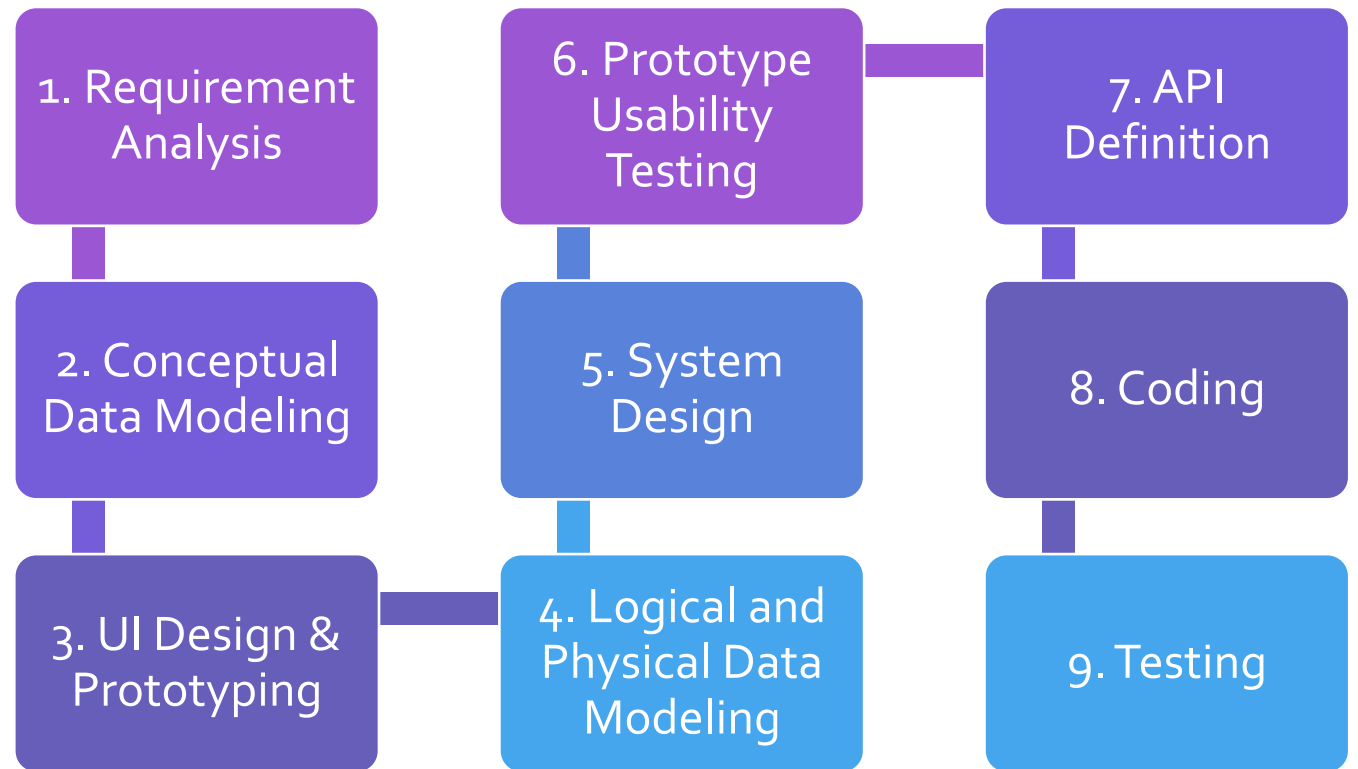 1. Requirement
Analysis
2. Conceptual
Data Modeling
3. UI Design &
Prototyping
4. Logical and
Physical Data
Modeling
5. System
Design
6. Prototype
Usability
Testing
7. API
Definition
8. Coding
9. Testing